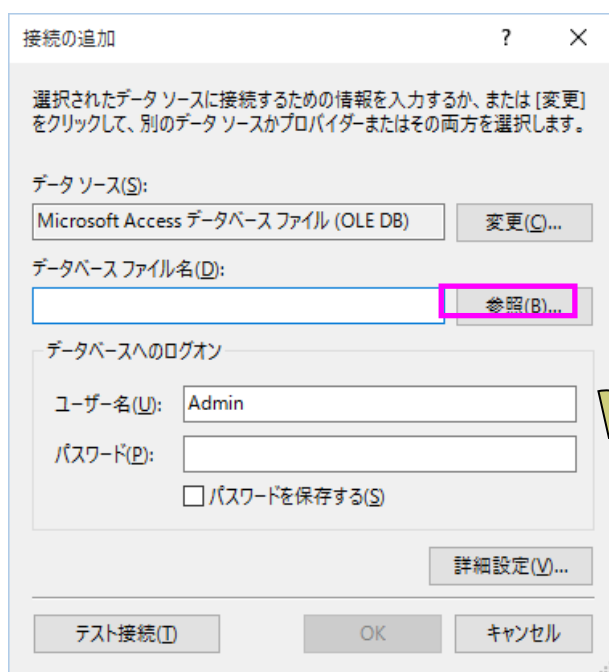 接続の追加 ? ×
選択されたデータ ソースに接続するための情報を入力するか、または [変更]
をクリックして、別のデータ ソースかプロバイダーまたはその両方を選択します。
データ ソース(S):
Microsoft Access データベース ファイル (OLE DB) 変更(C)...
データベース ファイル名(D):
参照(B)...
データベースへのログオン
ユーザー名(U): Admin
パスワード(P):
パスワードを保存する(S)
詳細設定(V)...
テスト接続(T) OK キャンセル